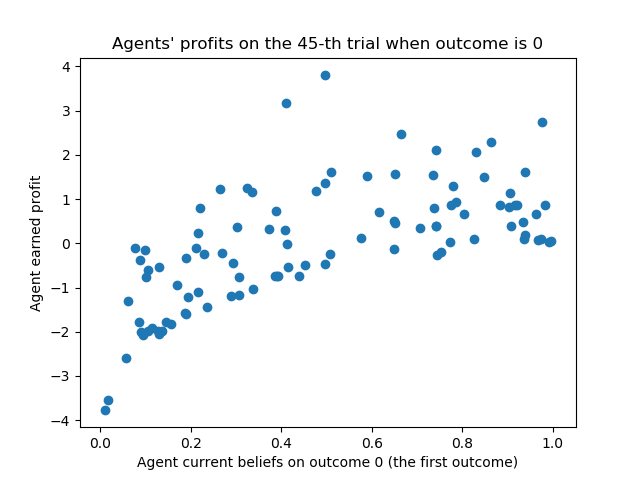 Agents' profits on the 45-th trial when outcome is 0
4
3
2
1
0
−1
−2
−3
−4
Agent earned profit
0.0 0.2 0.4 0.6 0.8 1.0
Agent current beliefs on outcome 0 (the first outcome)